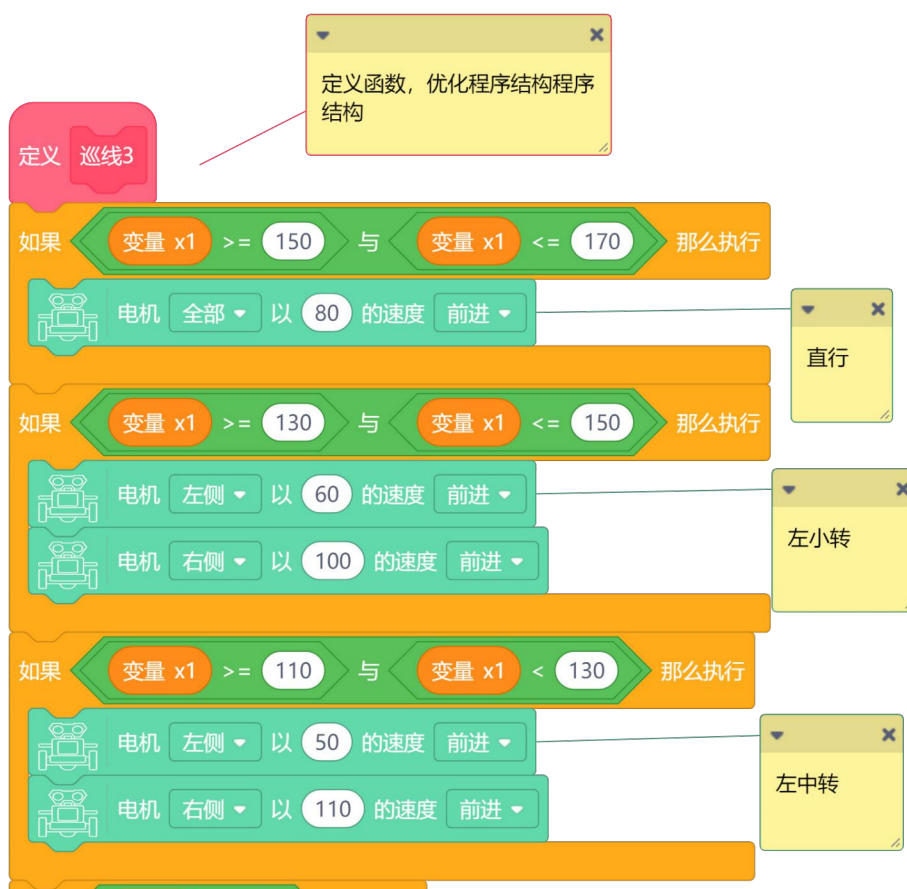 定义函数，优化程序结构程序
结构
定义 巡线3
如果 变量 x1 >= 150 与 变量 x1 <= 170 那么执行
电机 全部 以 80 的速度 前进
直行
如果 变量 x1 >= 130 与 变量 x1 <= 150 那么执行
电机 左侧 以 60 的速度 前进
左小转
电机 右侧 以 100 的速度 前进
如果 变量 x1 >= 110 与 变量 x1 < 130 那么执行
电机 左侧 以 50 的速度 前进
左中转
电机 右侧 以 110 的速度 前进